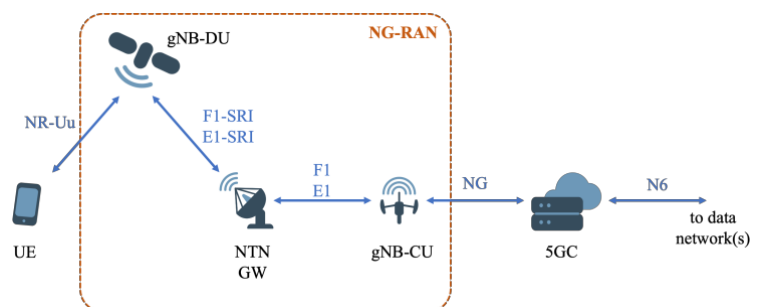 gNB-DU
NG-RAN
NR-Uu
F1-SRI
E1-SRI
F1
E1
NG
N6
UE
NTN
GW
gNB-CU
5GC
to data
network(s)